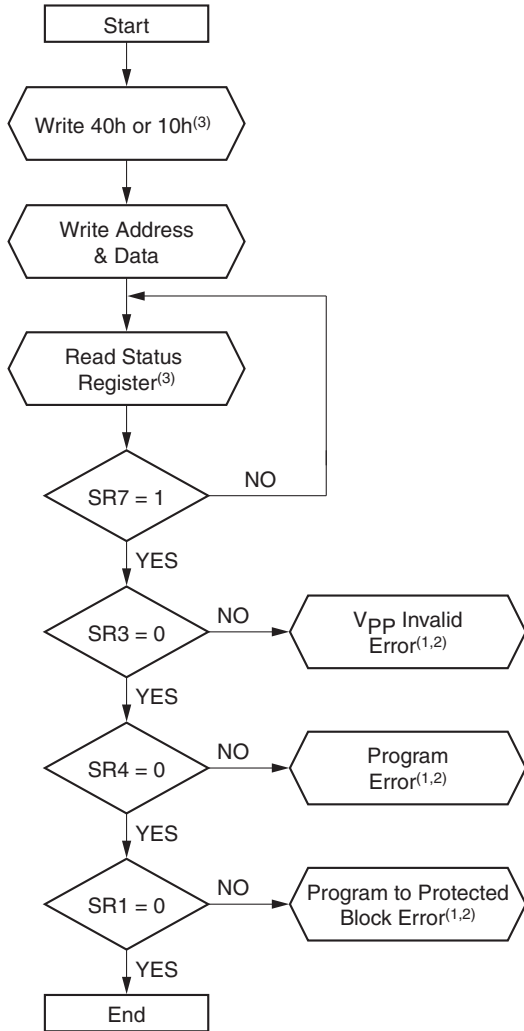 Start
Write 40h or 10h(3)
Write Address
& Data
Read Status
Register(3)
SR7 = 1
NO
YES
SR3 = 0
NO
VPP Invalid
Error(1,2)
YES
SR4 = 0
NO
Program
Error(1,2)
YES
SR1 = 0
NO
Program to Protected
Block Error(1,2)
YES
End